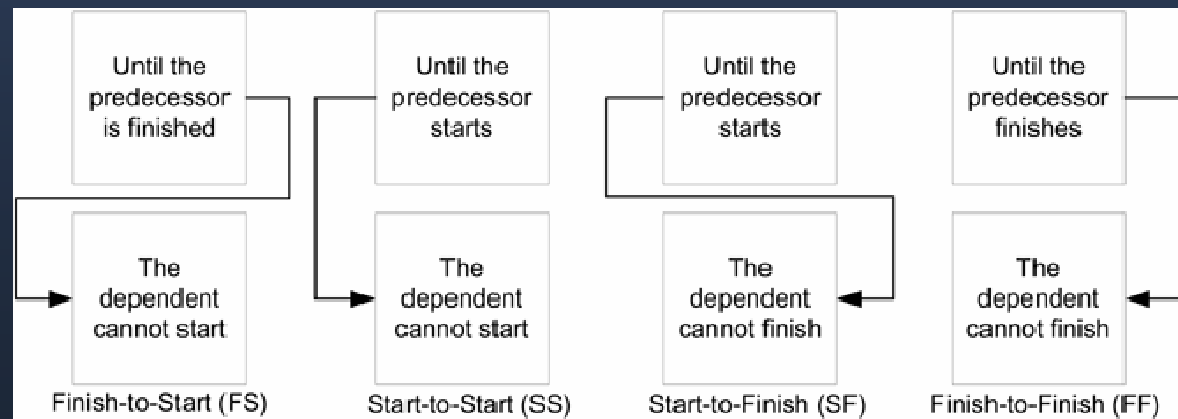 Until the
predecessor
is finished
Until the
predecessor
starts
Until the
predecessor
starts
Until the
predecessor
finishes
The
dependent
cannot start
The
dependent
cannot start
The
dependent
cannot finish
The
dependent
cannot finish
Finish-to-Start (FS)
Start-to-Start (SS)
Start-to-Finish (SF)
Finish-to-Finish (FF)